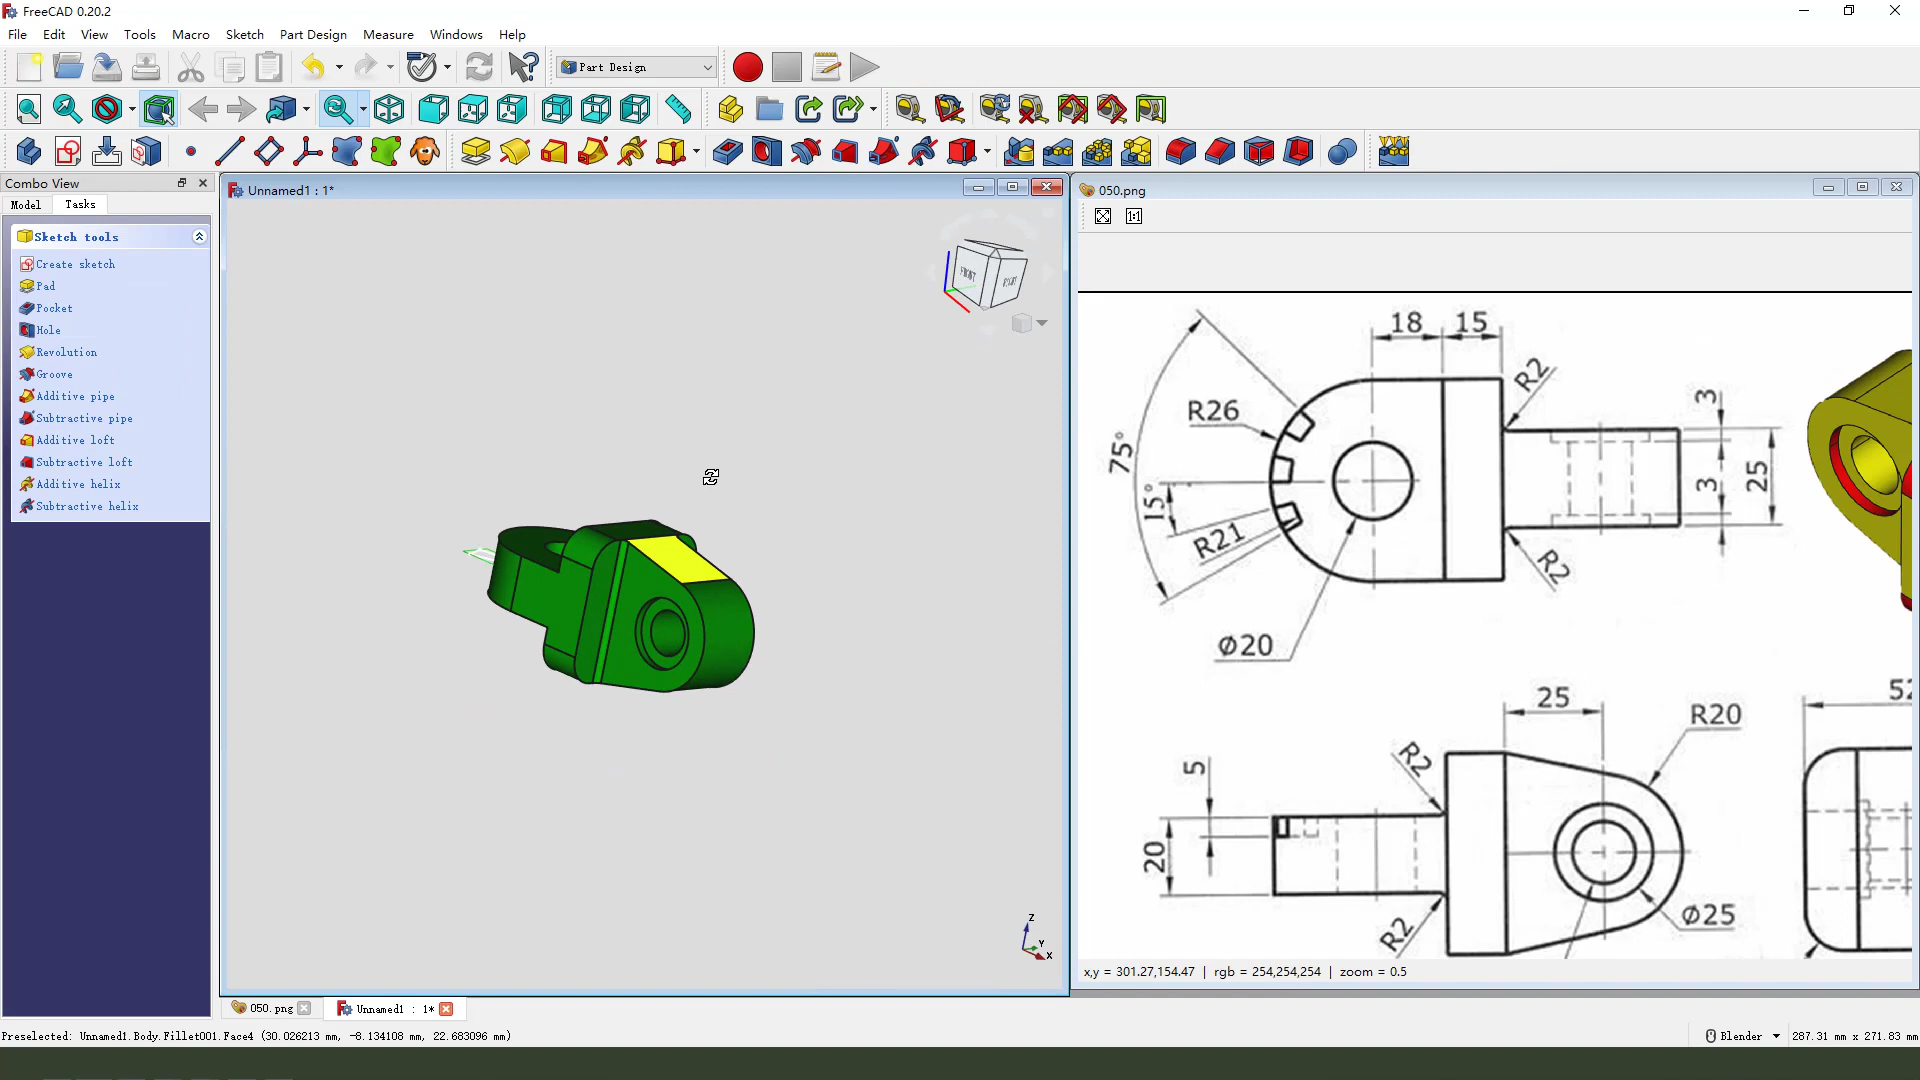 FreeCAD 0.20.2
File Edit View Tools Macro Sketch Part Design Measure Windows Help
Part Design
Combo View
Model Tasks
Sketch tools
Create sketch
Pad
Pocket
Hole
Revolution
Groove
Additive pipe
Subtractive pipe
Additive loft
Subtractive loft
Additive helix
Subtractive helix
Unnamed1 : 1*
FRONT
RIGHT
Z
Y
X
050.png
1:1
18 15
R2
R26
3
75°
15°
3
25
R21
R2
Ø20
25
R20
52
R2
5
20
Ø25
R2
x,y = 301.27,154.47 | rgb = 254,254,254 | zoom = 0.5
050.png
Unnamed1 : 1*
Preselected: Unnamed1.Body.Fillet001.Face4 (30.026213 mm, -8.134108 mm, 22.683096 mm)
Blender
287.31 mm x 271.83 mm